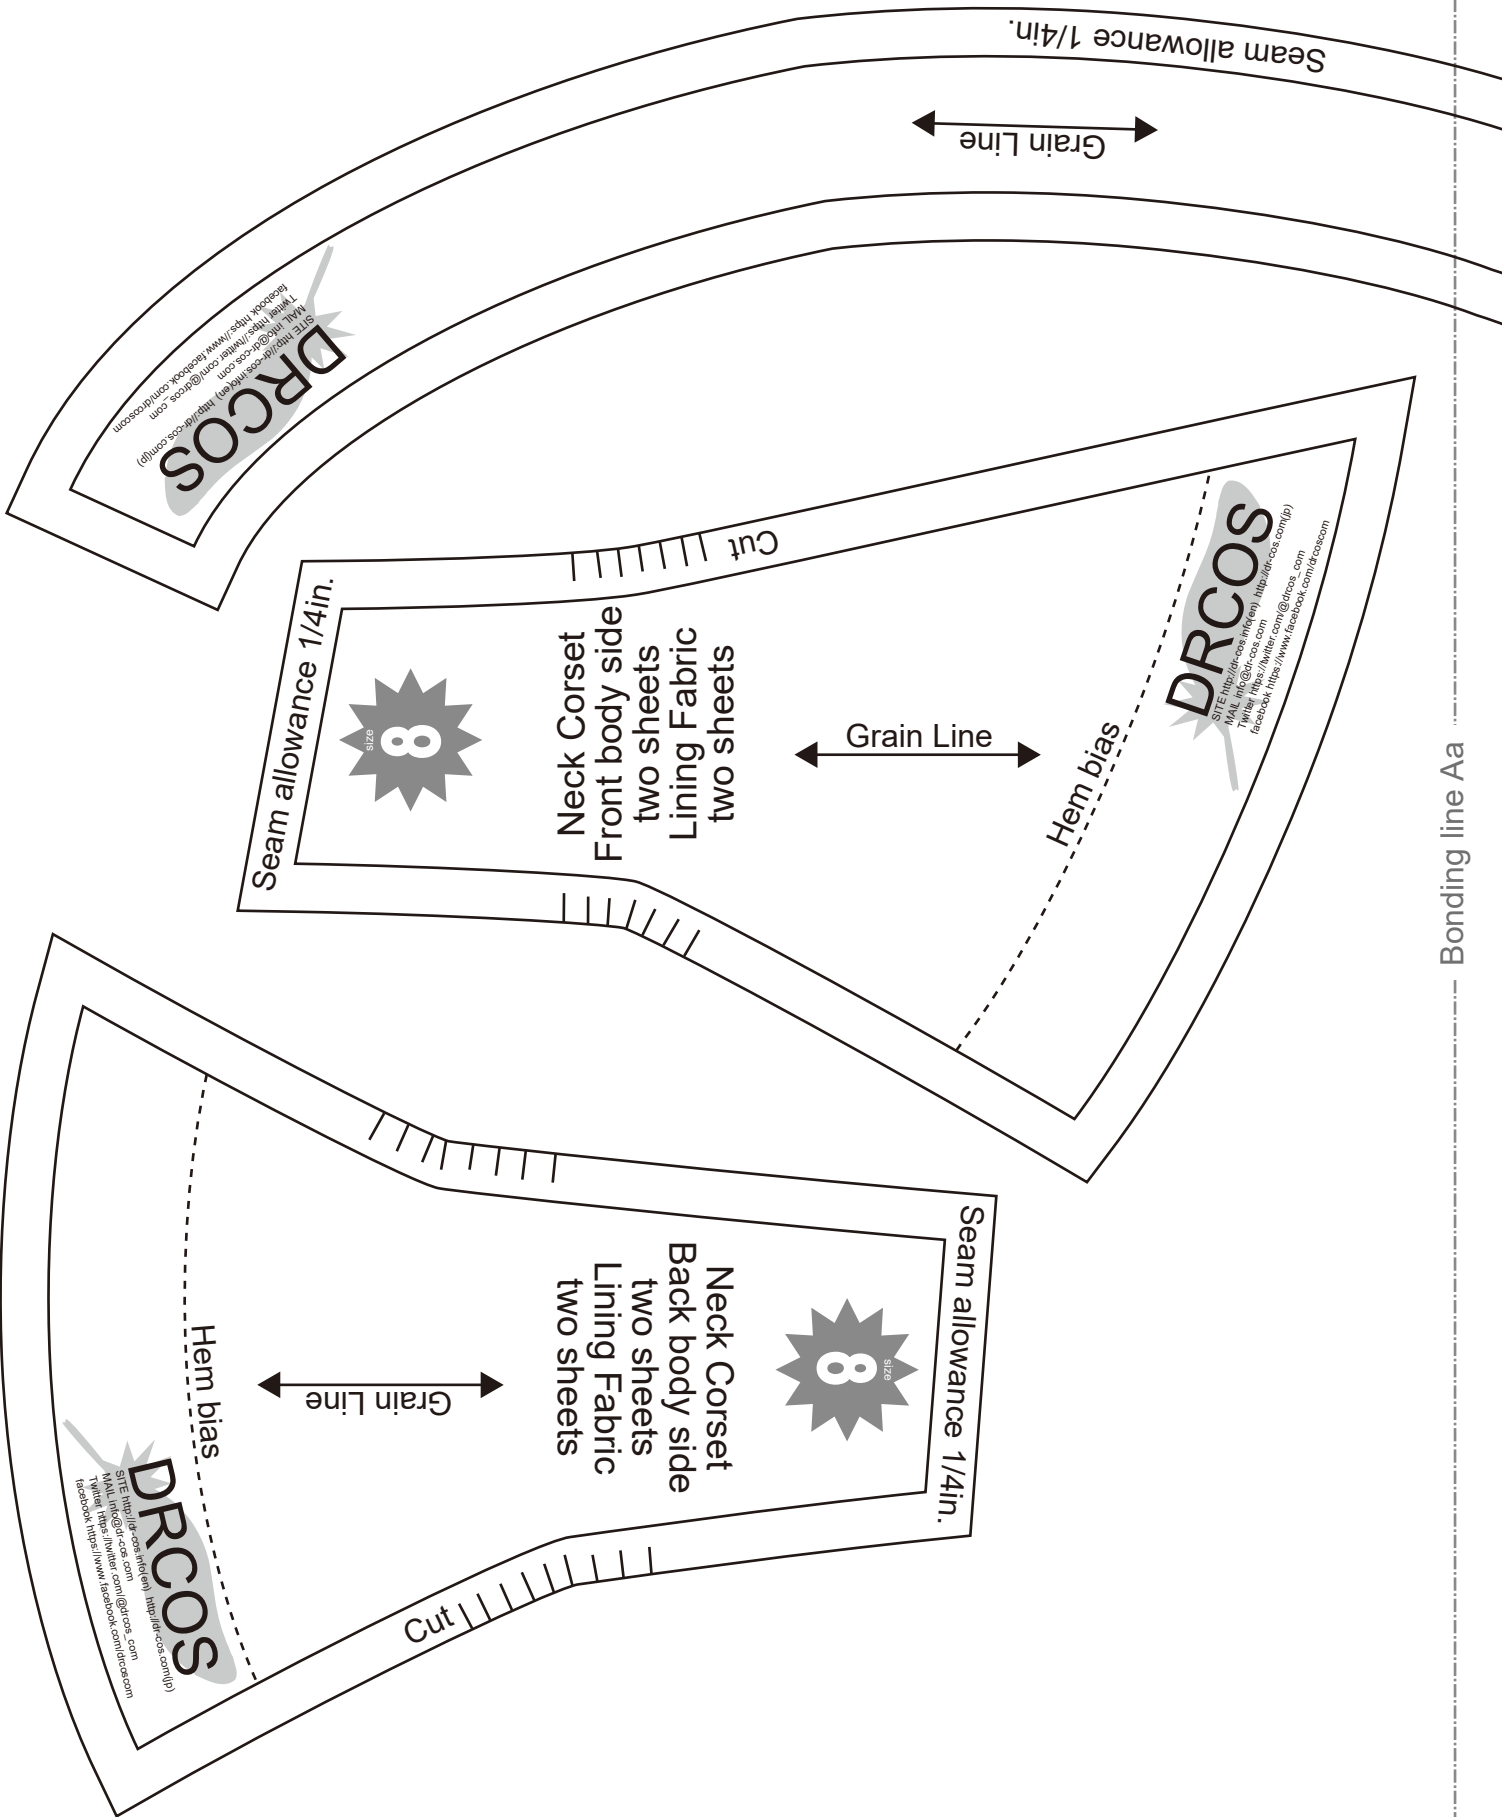 Seam allowance 1/4in.
Grain Line
DRCOS
SITE http://dr-cos.info(en) http://dr-cos.com(jp)
MAIL info@dr-cos.com
Twitter https://twitter.com/@drcos_com
facebook https://www.facebook.com/drcoscom
Cut
Seam allowance 1/4in.
size
8
Neck Corset
Front body side
two sheets
Lining Fabric
two sheets
Grain Line
Hem bias
DRCOS
SITE http://dr-cos.info(en) http://dr-cos.com(jp)
MAIL info@dr-cos.com
Twitter https://twitter.com/@drcos_com
facebook https://www.facebook.com/drcoscom
Bonding line Aa
Seam allowance 1/4in.
size
8
Neck Corset
Back body side
two sheets
Lining Fabric
two sheets
Grain Line
Hem bias
DRCOS
SITE http://dr-cos.info(en) http://dr-cos.com(jp)
MAIL info@dr-cos.com
Twitter https://twitter.com/@drcos_com
facebook https://www.facebook.com/drcoscom
Cut